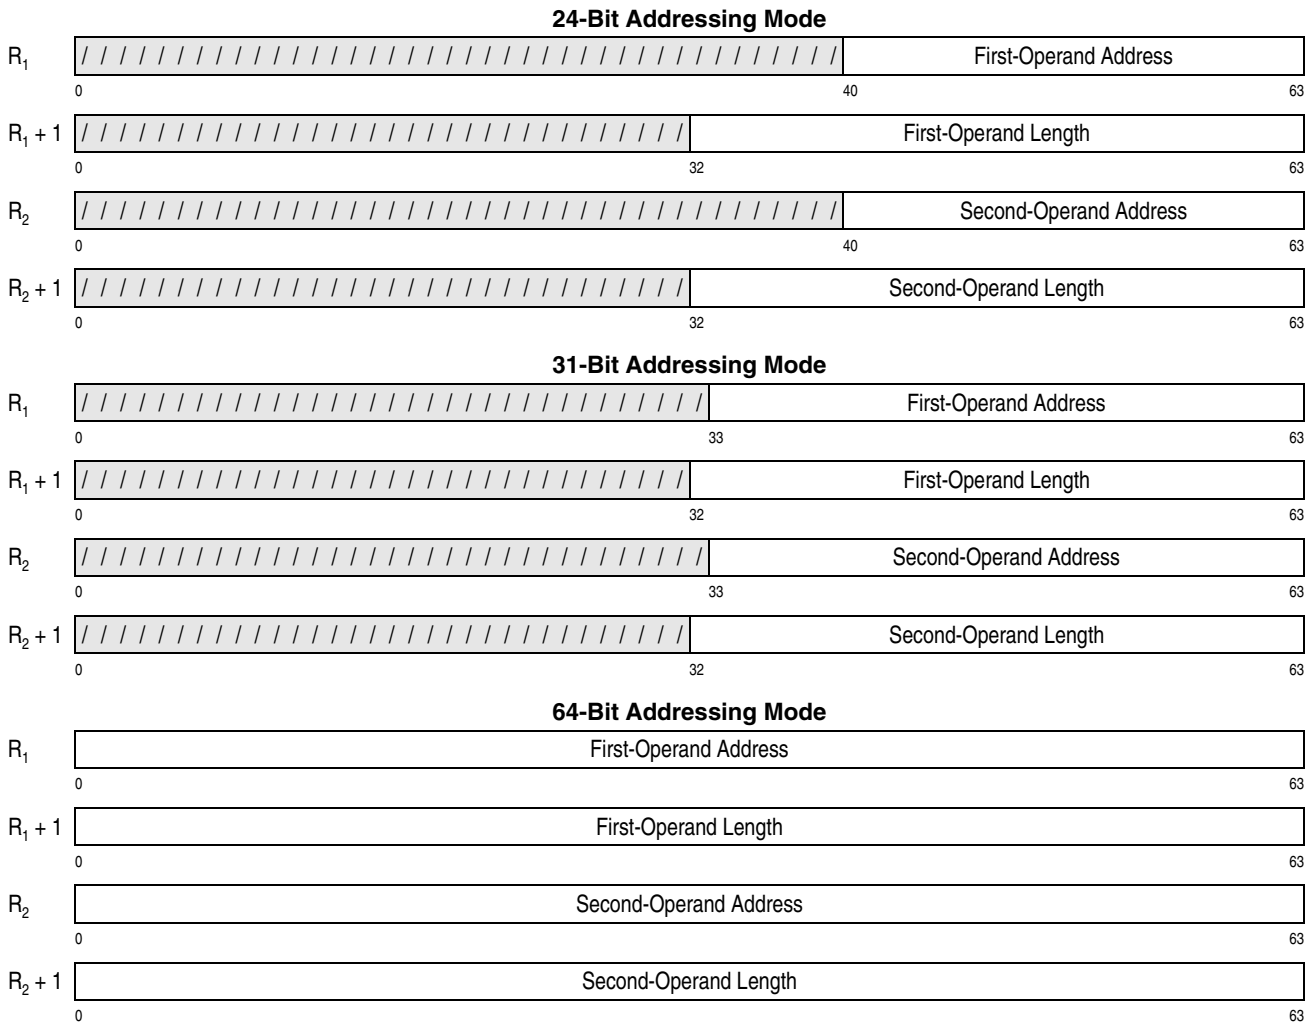 24-Bit Addressing Mode
R1 / / / / / / / / / / / / / / / / / / / / / / / / / / / / / / / / / / / / / / / / First-Operand Address
0 40 63
R1 + 1 / / / / / / / / / / / / / / / / / / / / / / / / / / / / / / / / First-Operand Length
0 32 63
R2 / / / / / / / / / / / / / / / / / / / / / / / / / / / / / / / / / / / / / / / / Second-Operand Address
0 40 63
R2 + 1 / / / / / / / / / / / / / / / / / / / / / / / / / / / / / / / / Second-Operand Length
0 32 63
31-Bit Addressing Mode
R1 / / / / / / / / / / / / / / / / / / / / / / / / / / / / / / / / / First-Operand Address
0 33 63
R1 + 1 / / / / / / / / / / / / / / / / / / / / / / / / / / / / / / / / First-Operand Length
0 32 63
R2 / / / / / / / / / / / / / / / / / / / / / / / / / / / / / / / / / Second-Operand Address
0 33 63
R2 + 1 / / / / / / / / / / / / / / / / / / / / / / / / / / / / / / / / Second-Operand Length
0 32 63
64-Bit Addressing Mode
R1 First-Operand Address
0 63
R1 + 1 First-Operand Length
0 63
R2 Second-Operand Address
0 63
R2 + 1 Second-Operand Length
0 63